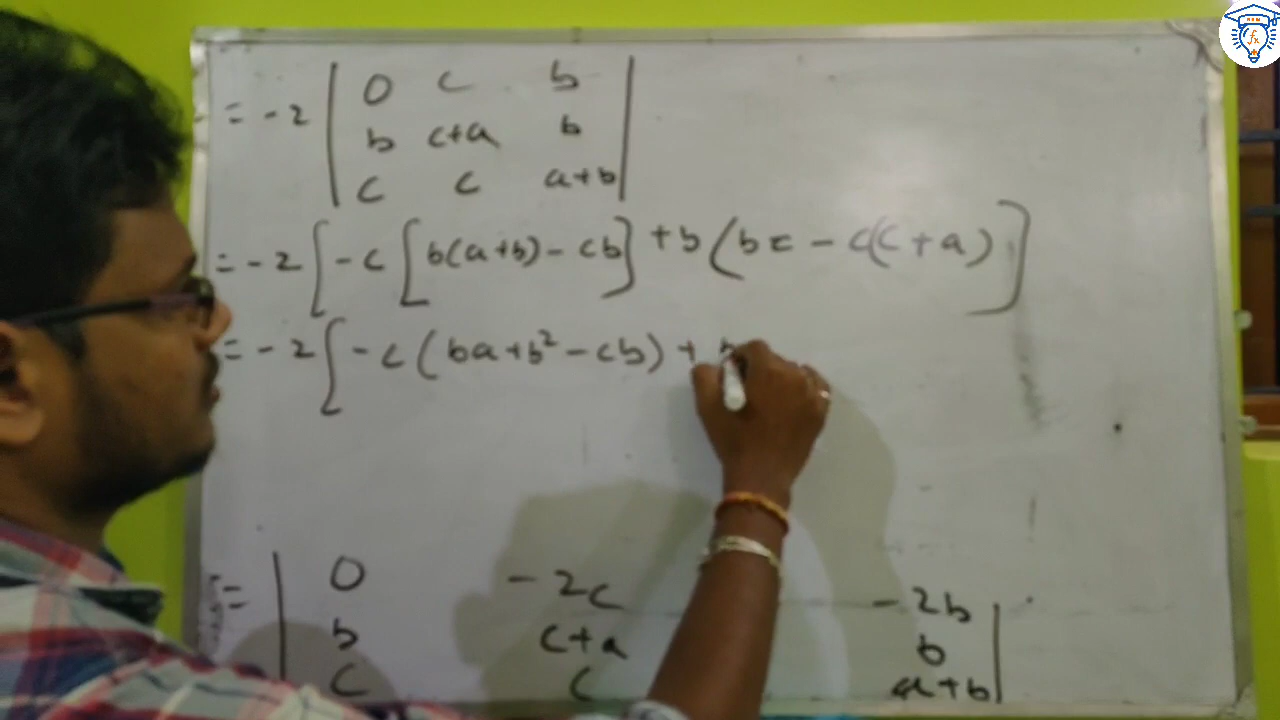 = -2 | 0 c b |
| b c+a b |
| c c a+b |
= -2 [ -c [ b(a+b) - cb ] + b ( bc - c(c+a) ) ]
= -2 [ -c ( ba + b² - cb ) + b
= | 0 -2c -2b |
| b c+a b |
| c c a+b |